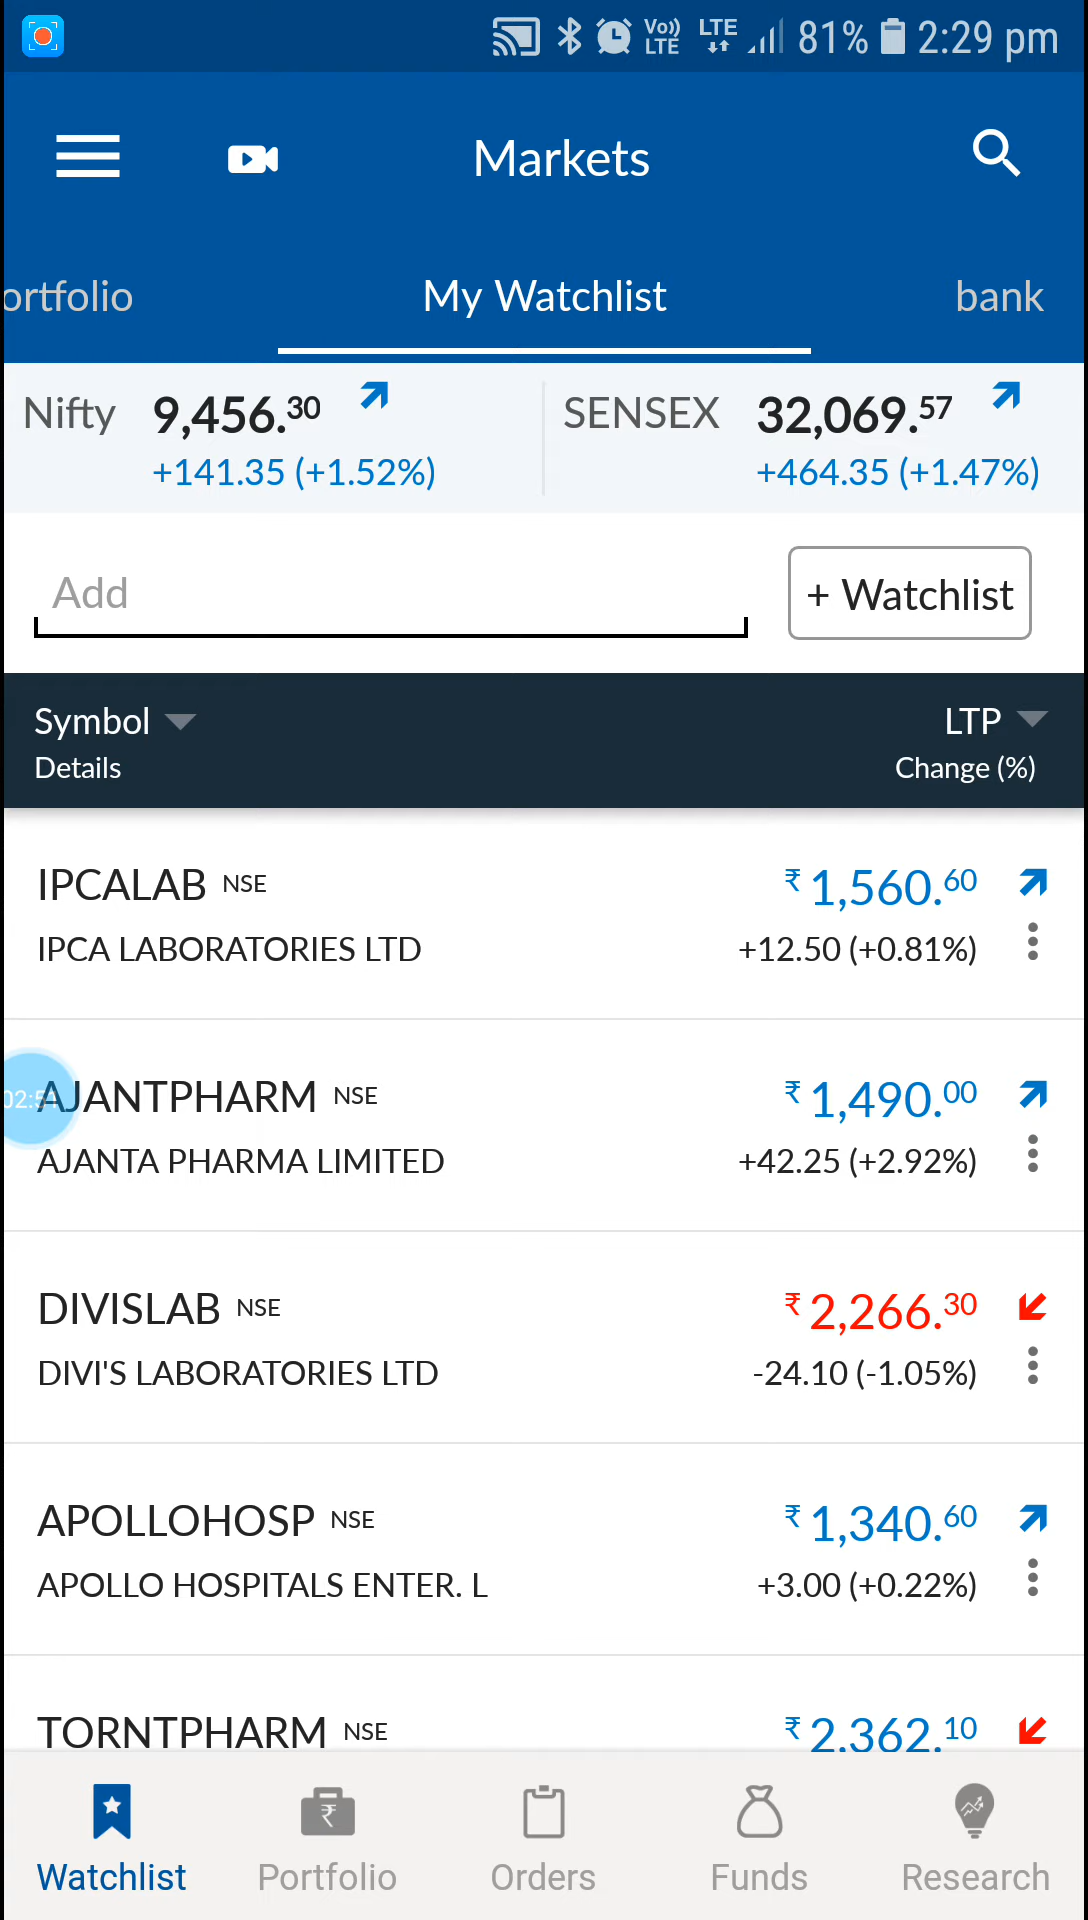 Vo)) LTE LTE 81% 2:29 pm
Markets
ortfolio My Watchlist bank
Nifty 9,456.30 SENSEX 32,069.57
+141.35 (+1.52%) +464.35 (+1.47%)
Add + Watchlist
Symbol LTP
Details Change (%)
IPCALAB NSE ₹ 1,560.60
IPCA LABORATORIES LTD +12.50 (+0.81%)
AJANTPHARM NSE ₹ 1,490.00
AJANTA PHARMA LIMITED +42.25 (+2.92%)
DIVISLAB NSE ₹ 2,266.30
DIVI'S LABORATORIES LTD -24.10 (-1.05%)
APOLLOHOSP NSE ₹ 1,340.60
APOLLO HOSPITALS ENTER. L +3.00 (+0.22%)
TORNTPHARM NSE ₹ 2,362.10
Watchlist Portfolio Orders Funds Research